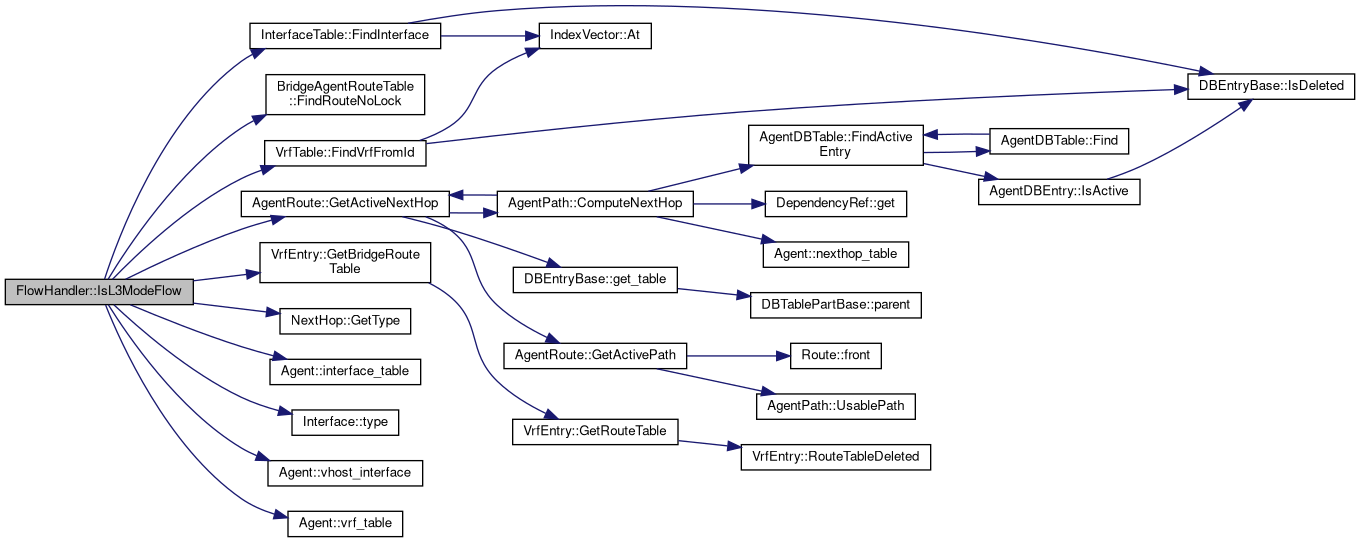 FlowHandler::IsL3ModeFlow
InterfaceTable::FindInterface
BridgeAgentRouteTable
::FindRouteNoLock
VrfTable::FindVrfFromId
AgentRoute::GetActiveNextHop
VrfEntry::GetBridgeRoute
Table
NextHop::GetType
Agent::interface_table
Interface::type
Agent::vhost_interface
Agent::vrf_table
IndexVector::At
AgentPath::ComputeNextHop
DBEntryBase::get_table
AgentRoute::GetActivePath
VrfEntry::GetRouteTable
AgentDBTable::FindActive
Entry
DependencyRef::get
Agent::nexthop_table
DBTablePartBase::parent
Route::front
AgentPath::UsablePath
VrfEntry::RouteTableDeleted
AgentDBTable::Find
AgentDBEntry::IsActive
DBEntryBase::IsDeleted